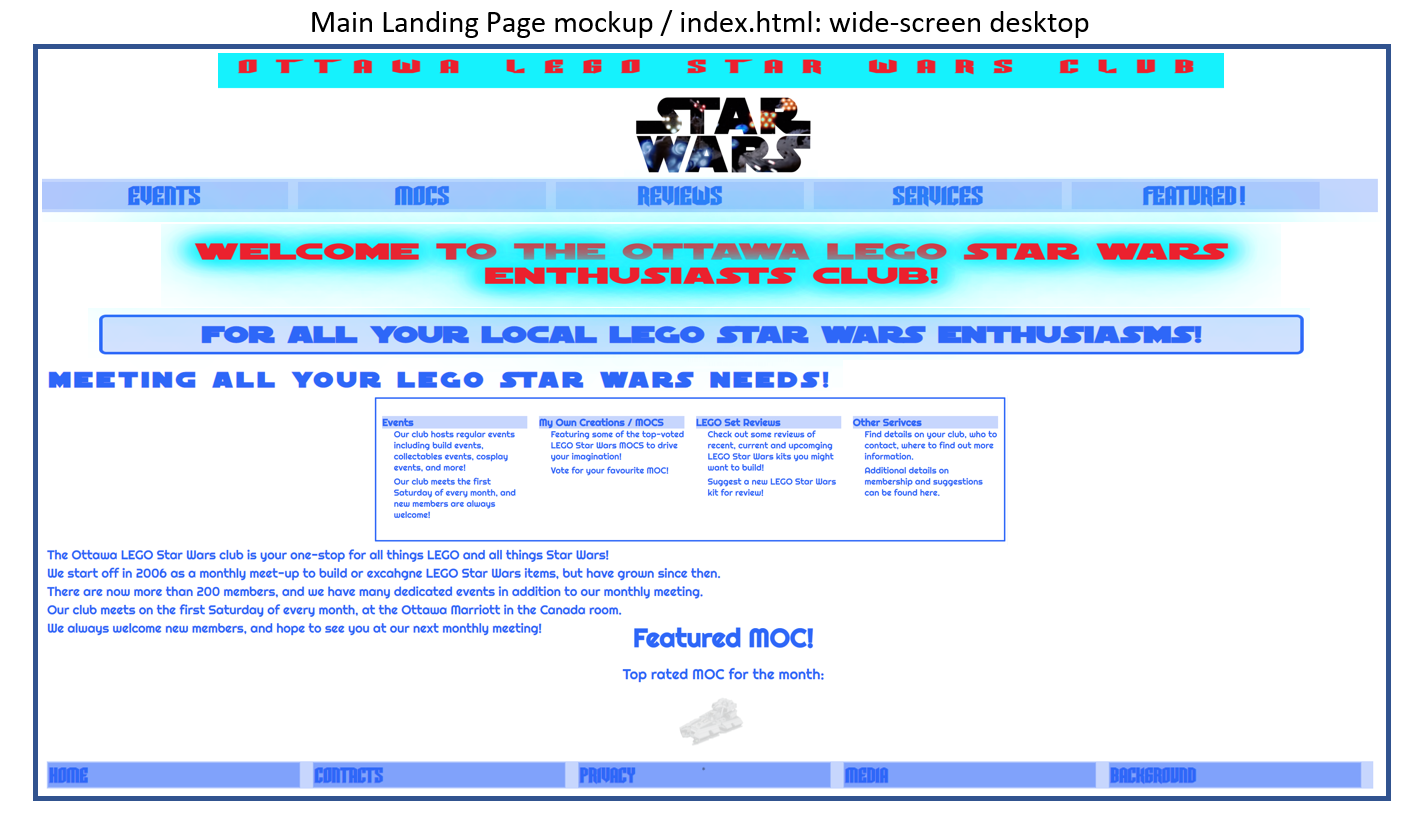 Main Landing Page mockup / index.html: wide-screen desktop
OTTAWA LEGO STAR WARS CLUB
STAR
WARS
EVENTS MOCS REVIEWS SERVICES FEATURED!
WELCOME TO THE OTTAWA LEGO STAR WARS
ENTHUSIASTS CLUB!
FOR ALL YOUR LOCAL LEGO STAR WARS ENTHUSIASMS!
MEETING ALL YOUR LEGO STAR WARS NEEDS!
Events
Our club hosts regular events
including build events,
collectables events, cosplay
events, and more!
Our club meets the first
Saturday of every month, and
new members are always
welcome!
My Own Creations / MOCS
Featuring some of the top-voted
LEGO Star Wars MOCS to drive
your imagination!
Vote for your favourite MOC!
LEGO Set Reviews
Check out some reviews of
recent, current and upcomging
LEGO Star Wars kits you might
want to build!
Suggest a new LEGO Star Wars
kit for review!
Other Serivces
Find details on your club, who to
contact, where to find out more
information.
Additional details on
membership and suggestions
can be found here.
The Ottawa LEGO Star Wars club is your one-stop for all things LEGO and all things Star Wars!
We start off in 2006 as a monthly meet-up to build or excahgne LEGO Star Wars items, but have grown since then.
There are now more than 200 members, and we have many dedicated events in addition to our monthly meeting.
Our club meets on the first Saturday of every month, at the Ottawa Marriott in the Canada room.
We always welcome new members, and hope to see you at our next monthly meeting!
Featured MOC!
Top rated MOC for the month:
HOME CONTACTS PRIVACY MEDIA BACKGROUND